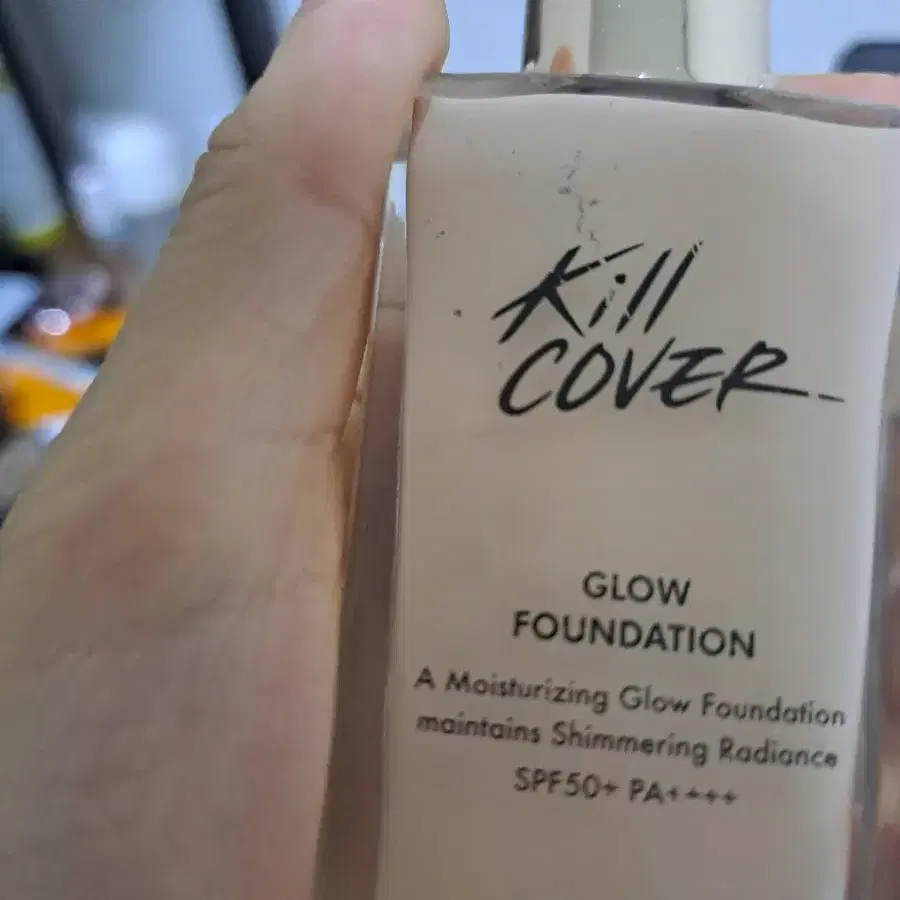 Kill
COVER
GLOW
FOUNDATION
A Moisturizing Glow Foundation
maintains Shimmering Radiance
SPF50+ PA++++